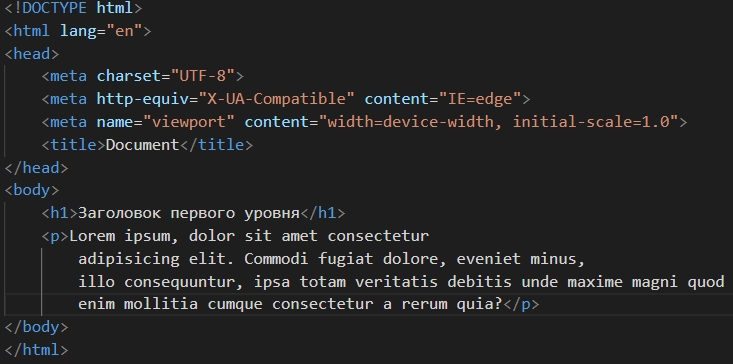 <!DOCTYPE html>
<html lang="en">
<head>
    <meta charset="UTF-8">
    <meta http-equiv="X-UA-Compatible" content="IE=edge">
    <meta name="viewport" content="width=device-width, initial-scale=1.0">
    <title>Document</title>
</head>
<body>
    <h1>Заголовок первого уровня</h1>
    <p>Lorem ipsum, dolor sit amet consectetur
        adipisicing elit. Commodi fugiat dolore, eveniet minus,
        illo consequuntur, ipsa totam veritatis debitis unde maxime magni quod
        enim mollitia cumque consectetur a rerum quia?</p>
</body>
</html>